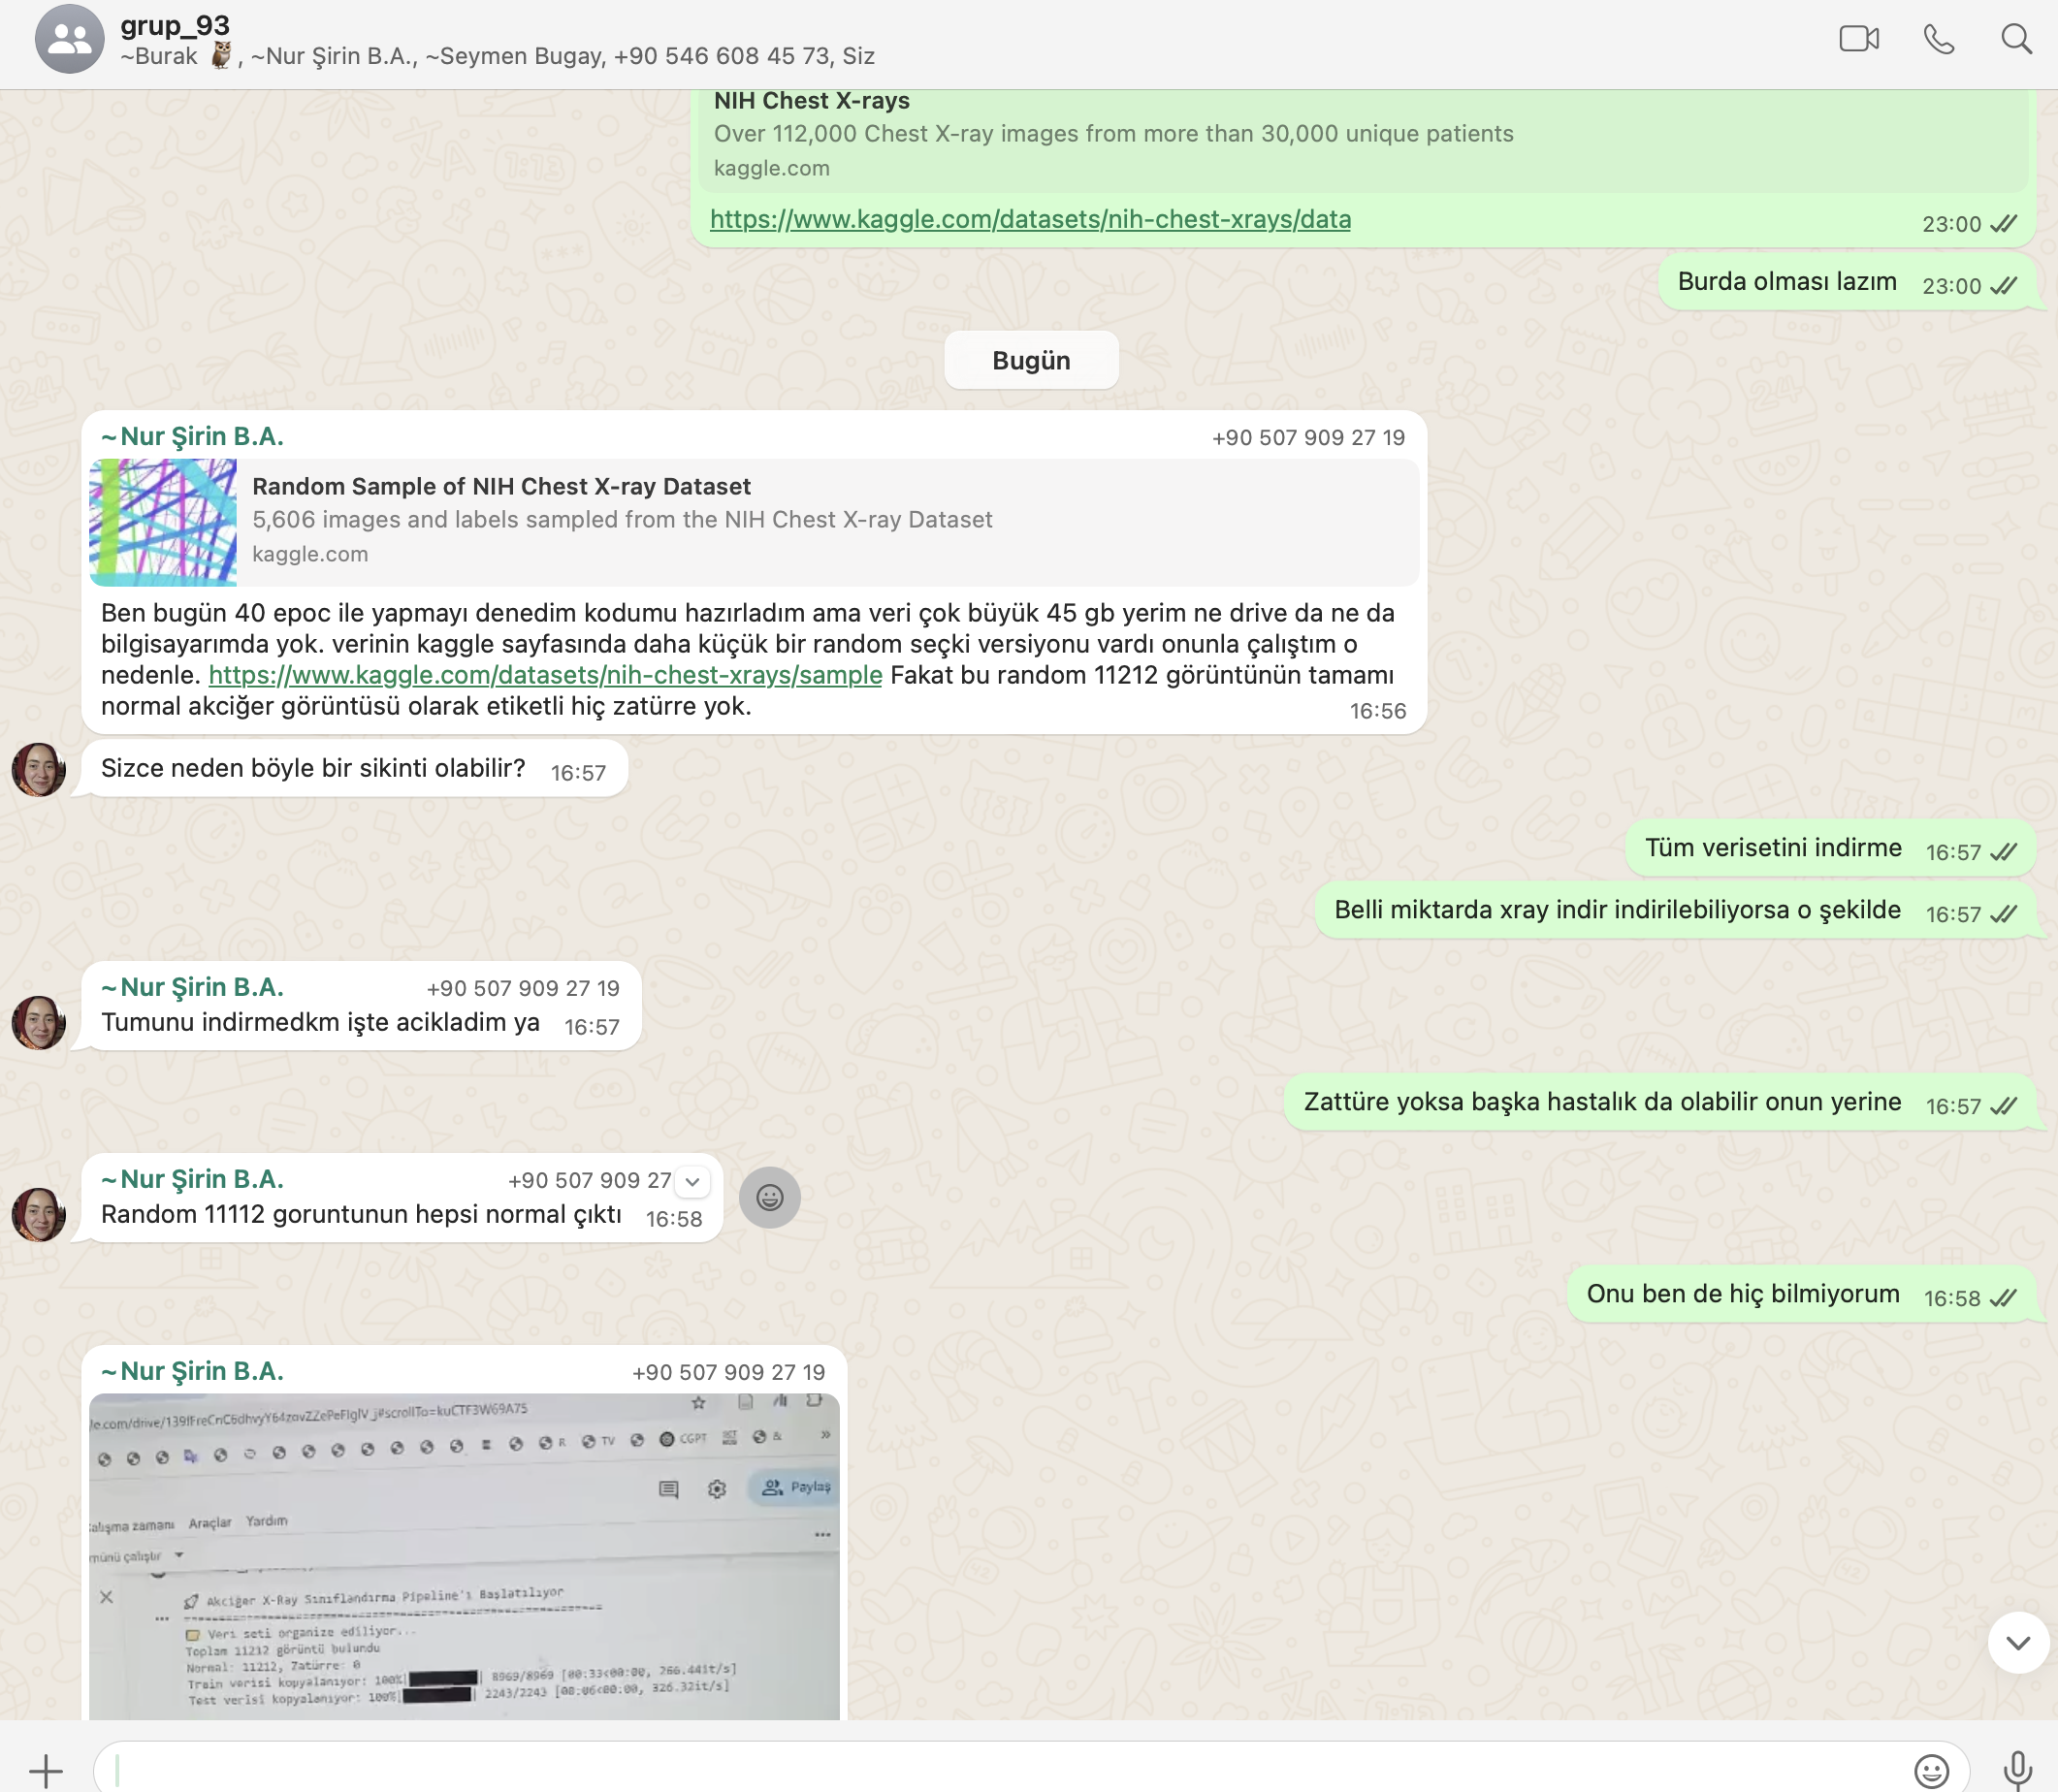 grup_93
~Burak 🦉, ~Nur Şirin B.A., ~Seymen Bugay, +90 546 608 45 73, Siz
NIH Chest X-rays
Over 112,000 Chest X-ray images from more than 30,000 unique patients
kaggle.com
https://www.kaggle.com/datasets/nih-chest-xrays/data
23:00
Burda olması lazım 23:00
Bugün
~Nur Şirin B.A. +90 507 909 27 19
Random Sample of NIH Chest X-ray Dataset
5,606 images and labels sampled from the NIH Chest X-ray Dataset
kaggle.com
Ben bugün 40 epoc ile yapmayı denedim kodumu hazırladım ama veri çok büyük 45 gb yerim ne drive da ne da
bilgisayarımda yok. verinin kaggle sayfasında daha küçük bir random seçki versiyonu vardı onunla çalıştım o
nedenle. https://www.kaggle.com/datasets/nih-chest-xrays/sample Fakat bu random 11212 görüntünün tamamı
normal akciğer görüntüsü olarak etiketli hiç zatürre yok.
16:56
Sizce neden böyle bir sikinti olabilir? 16:57
Tüm verisetini indirme 16:57
Belli miktarda xray indir indirilebiliyorsa o şekilde 16:57
~Nur Şirin B.A. +90 507 909 27 19
Tumunu indirmedkm işte acikladim ya 16:57
Zattüre yoksa başka hastalık da olabilir onun yerine 16:57
~Nur Şirin B.A. +90 507 909 27
Random 11112 goruntunun hepsi normal çıktı 16:58
Onu ben de hiç bilmiyorum 16:58
~Nur Şirin B.A. +90 507 909 27 19
R TV CGPT &
Paylaş
alışma zamanı Araçlar Yardım
münü çalıştır
Akciğer X-Ray Sınıflandırma Pipeline'ı Başlatılıyor
Veri seti organize ediliyor...
Toplam 11212 görüntü bulundu
Normal: 11212, Zatürre: 0
Train verisi kopyalanıyor: 100%| | 8969/8969 [00:33<00:00, 266.44it/s]
Test verisi kopyalanıyor: 100%| | 2243/2243 [00:06<00:00, 326.32it/s]